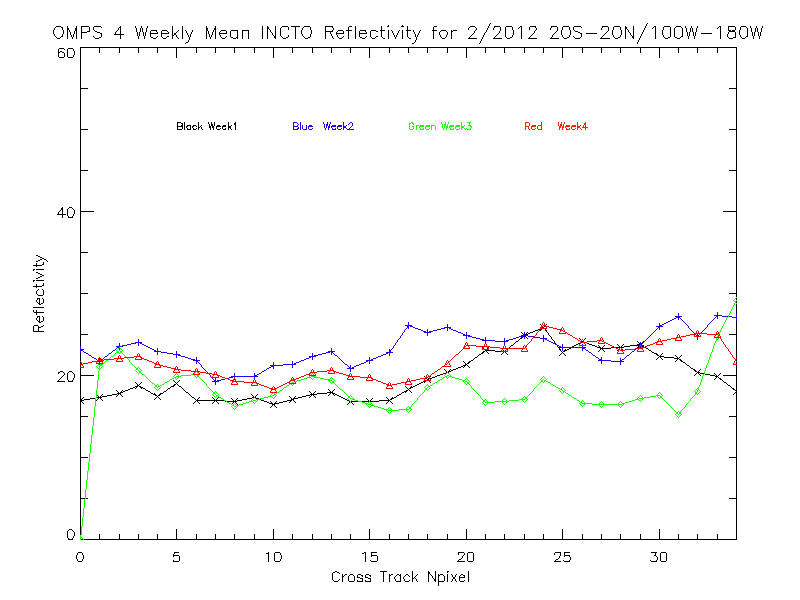 OMPS 4 Weekly Mean INCTO Reflectivity for 2/2012 20S-20N/100W-180W
60
Black Week1 Blue Week2 Green Week3 Red Week4
40
Reflectivity
20
0
0 5 10 15 20 25 30
Cross Track Npixel